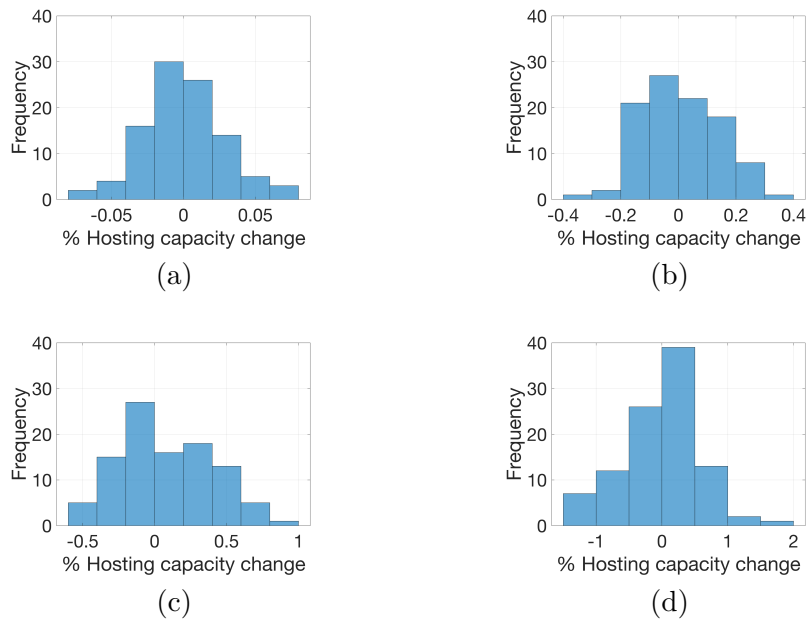 40
30
20
10
0
Frequency
-0.05 0 0.05
% Hosting capacity change
(a)
40
30
20
10
0
Frequency
-0.4 -0.2 0 0.2 0.4
% Hosting capacity change
(b)
40
30
20
10
0
Frequency
-0.5 0 0.5 1
% Hosting capacity change
(c)
40
30
20
10
0
Frequency
-1 0 1 2
% Hosting capacity change
(d)